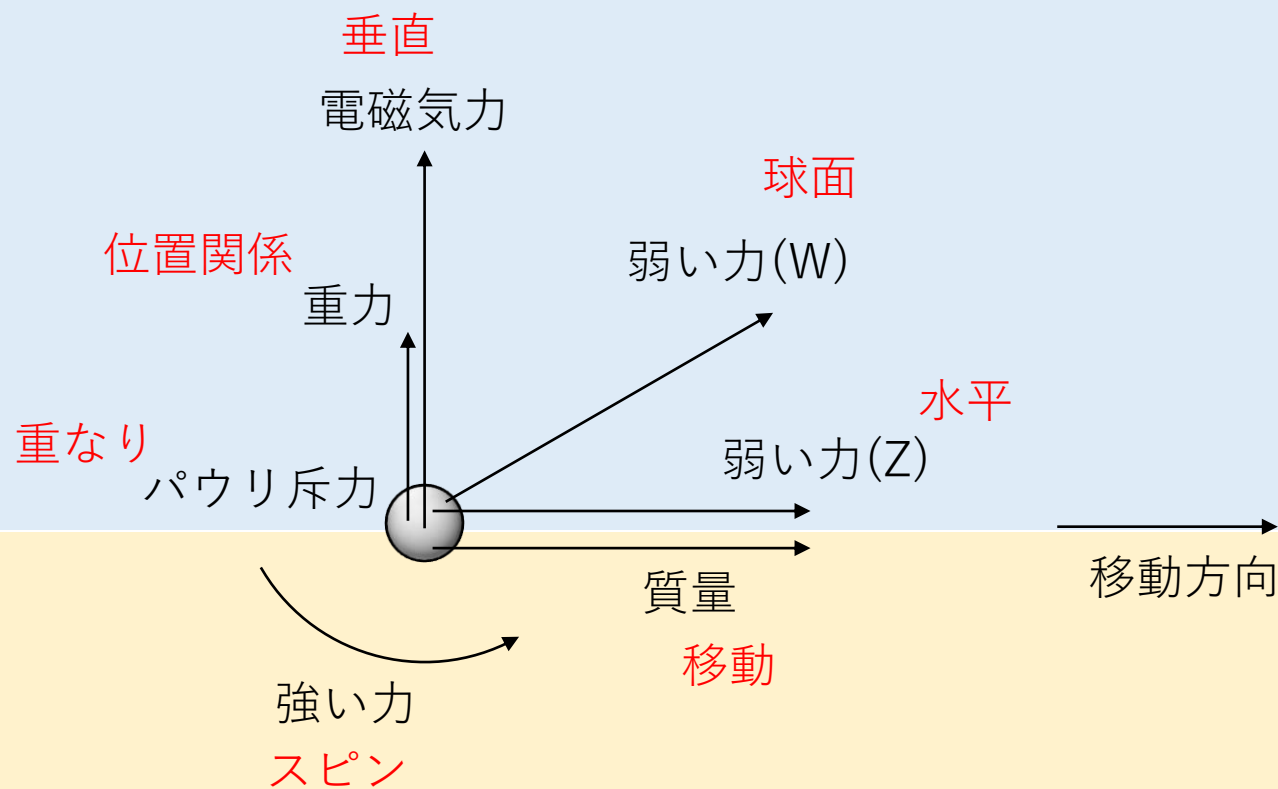 垂直
電磁気力
球面
位置関係
弱い力(W)
重力
水平
重なり
弱い力(Z)
パウリ斥力
移動方向
質量
移動
強い力
スピン